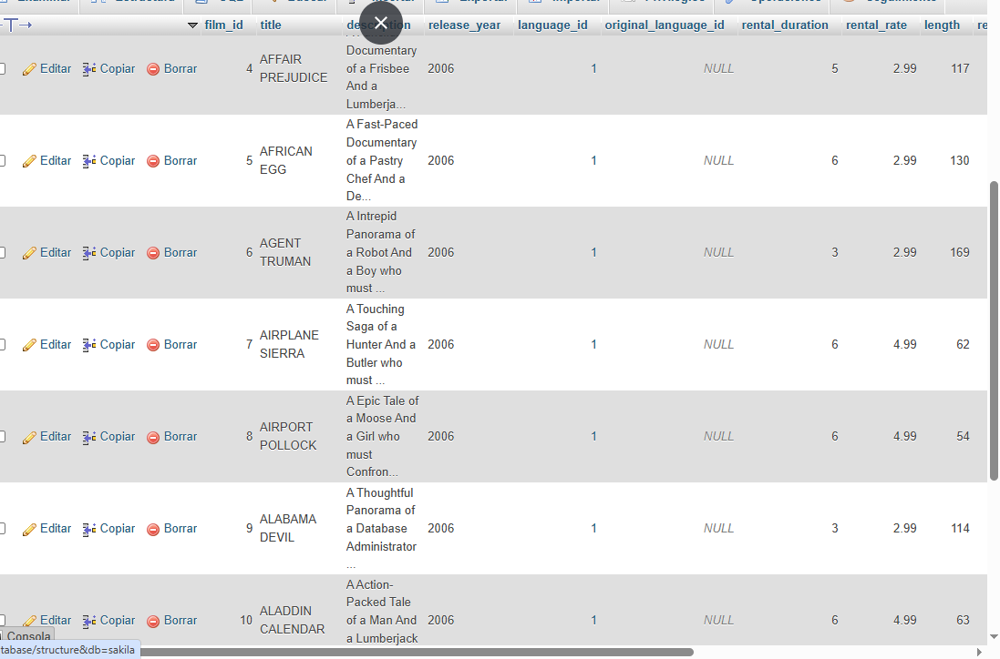 film_id title description release_year language_id original_language_id rental_duration rental_rate length re
Documentary
of a Frisbee
And a
Lumberja...
Editar Copiar Borrar 4 AFFAIR PREJUDICE 2006 1 NULL 5 2.99 117
A Fast-Paced
Documentary
of a Pastry
Chef And a
De...
Editar Copiar Borrar 5 AFRICAN EGG 2006 1 NULL 6 2.99 130
A Intrepid
Panorama of
a Robot And
a Boy who
must ...
Editar Copiar Borrar 6 AGENT TRUMAN 2006 1 NULL 3 2.99 169
A Touching
Saga of a
Hunter And a
Butler who
must ...
Editar Copiar Borrar 7 AIRPLANE SIERRA 2006 1 NULL 6 4.99 62
A Epic Tale of
a Moose And
a Girl who
must
Confron...
Editar Copiar Borrar 8 AIRPORT POLLOCK 2006 1 NULL 6 4.99 54
A Thoughtful
Panorama of
a Database
Administrator
...
Editar Copiar Borrar 9 ALABAMA DEVIL 2006 1 NULL 3 2.99 114
A Action-
Packed Tale
of a Man And
a Lumberjack
Editar Copiar Borrar 10 ALADDIN CALENDAR 2006 1 NULL 6 4.99 63
Consola
tabase/structure&db=sakila